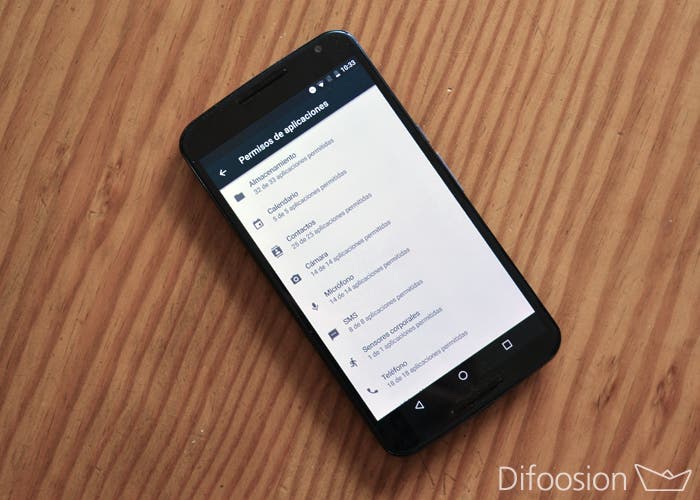 10:33
Permisos de aplicaciones
Almacenamiento
32 de 33 aplicaciones permitidas
Calendario
5 de 5 aplicaciones permitidas
Contactos
25 de 25 aplicaciones permitidas
Cámara
14 de 14 aplicaciones permitidas
Micrófono
14 de 14 aplicaciones permitidas
SMS
8 de 8 aplicaciones permitidas
Sensores corporales
1 de 1 aplicaciones permitidas
Teléfono
18 de 18 aplicaciones permitidas
Difoosion